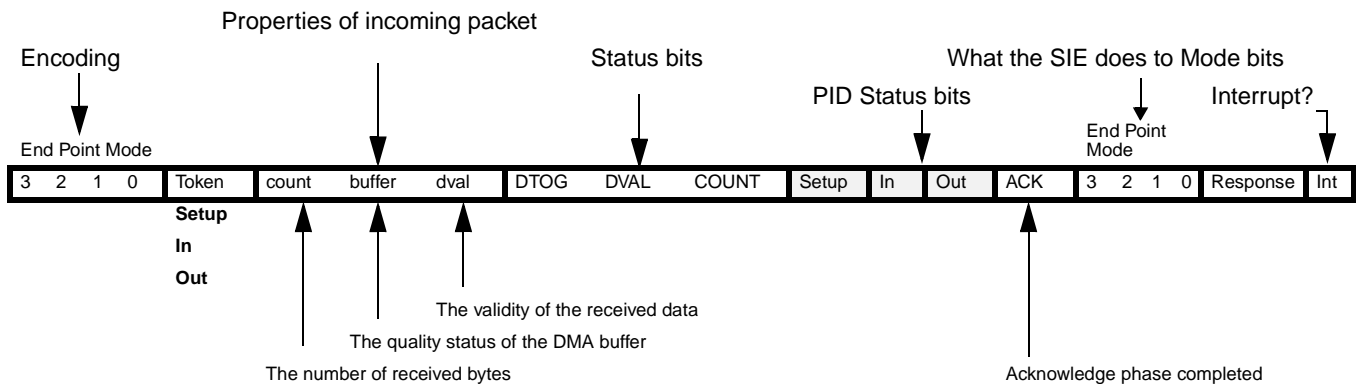 Properties of incoming packet
Encoding
Status bits
What the SIE does to Mode bits
PID Status bits
Interrupt?
End Point Mode
End Point
Mode
3 2 1 0 Token count buffer dval DTOG DVAL COUNT Setup In Out ACK 3 2 1 0 Response Int
Setup
In
Out
The validity of the received data
The quality status of the DMA buffer
The number of received bytes
Acknowledge phase completed